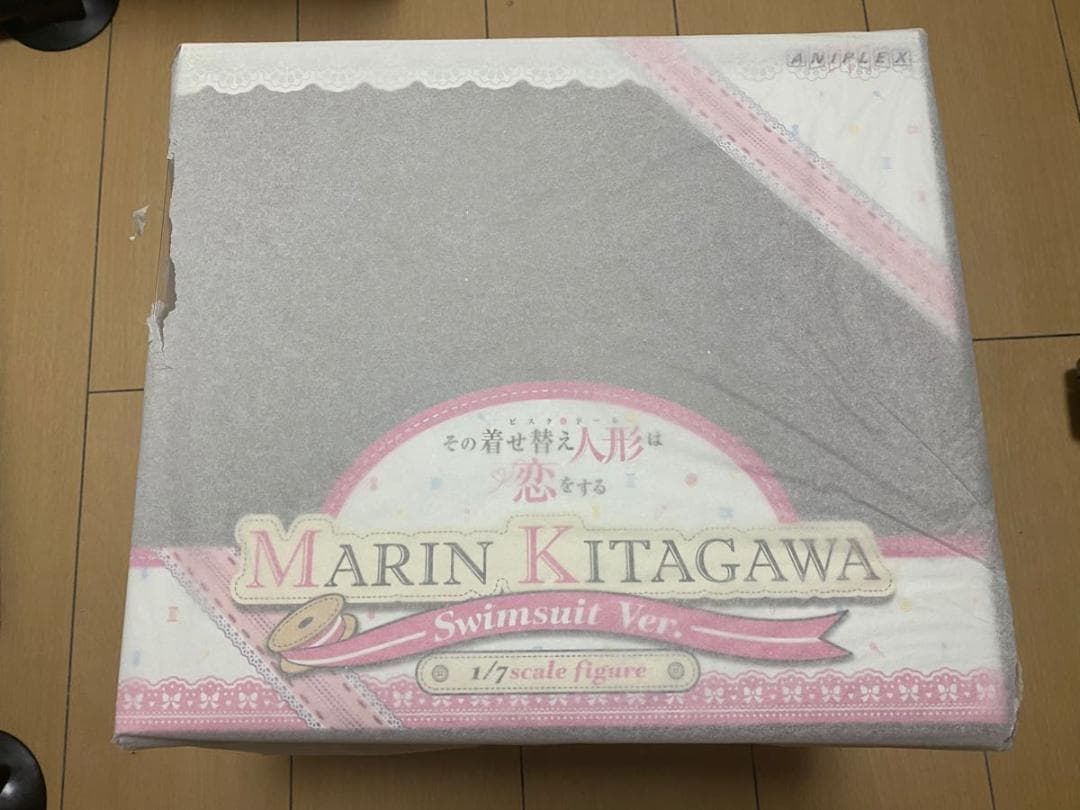 ANIPLEX
ビスク・ドール
その着せ替え人形は
恋をする
MARIN KITAGAWA
Swimsuit Ver.
1/7 scale figure